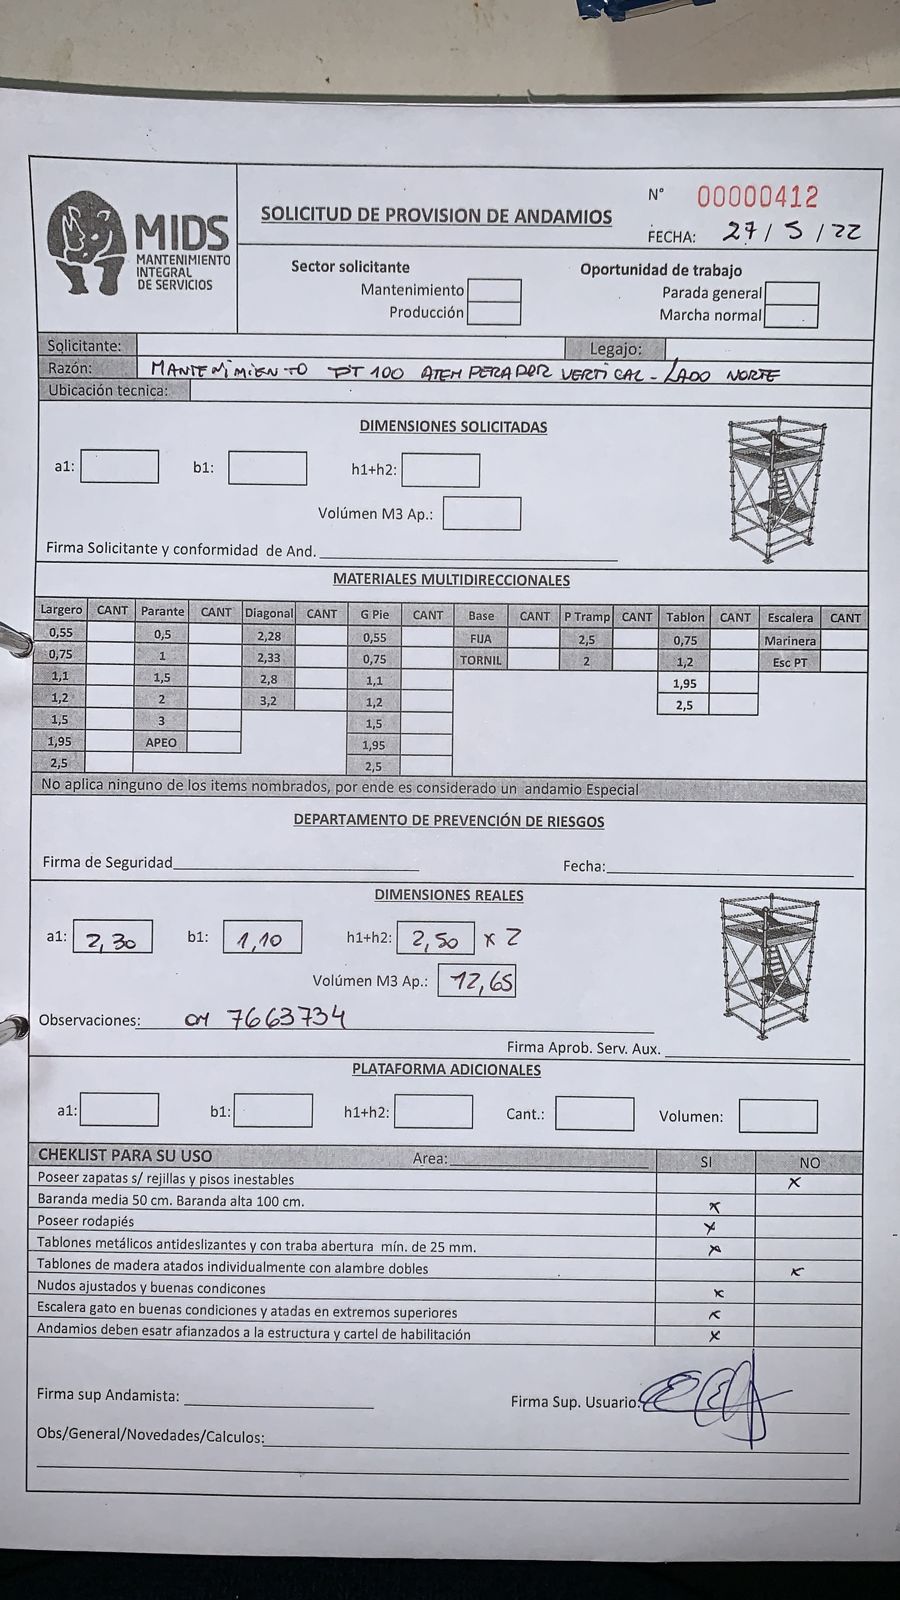 MIDS
MANTENIMIENTO
INTEGRAL
DE SERVICIOS
SOLICITUD DE PROVISION DE ANDAMIOS
N° 00000412
FECHA: 27 / 5 / 22
Sector solicitante
Mantenimiento
Producción
Oportunidad de trabajo
Parada general
Marcha normal
Solicitante: Legajo:
Razón: MANTENIMIENTO PT 100 ATEMPERADOR VERTICAL - LADO NORTE
Ubicación tecnica:
DIMENSIONES SOLICITADAS
a1: b1: h1+h2:
Volúmen M3 Ap.:
Firma Solicitante y conformidad de And.
MATERIALES MULTIDIRECCIONALES
Largero CANT Parante CANT Diagonal CANT G Pie CANT Base CANT P Tramp CANT Tablon CANT Escalera CANT
0,55 0,5 2,28 0,55 FIJA 2,5 0,75 Marinera
0,75 1 2,33 0,75 TORNIL 2 1,2 Esc PT
1,1 1,5 2,8 1,1 1,95
1,2 2 3,2 1,2 2,5
1,5 3 1,5
1,95 APEO 1,95
2,5 2,5
No aplica ninguno de los items nombrados, por ende es considerado un andamio Especial
DEPARTAMENTO DE PREVENCIÓN DE RIESGOS
Firma de Seguridad Fecha:
DIMENSIONES REALES
a1: 2,30 b1: 1,10 h1+h2: 2,50 x 2
Volúmen M3 Ap.: 12,65
Observaciones: OM 7663734
Firma Aprob. Serv. Aux.
PLATAFORMA ADICIONALES
a1: b1: h1+h2: Cant.: Volumen:
CHEKLIST PARA SU USO Area: SI NO
Poseer zapatas s/ rejillas y pisos inestables x
Baranda media 50 cm. Baranda alta 100 cm. x
Poseer rodapiés x
Tablones metálicos antideslizantes y con traba abertura mín. de 25 mm. x
Tablones de madera atados individualmente con alambre dobles x
Nudos ajustados y buenas condicones x
Escalera gato en buenas condiciones y atadas en extremos superiores x
Andamios deben esatr afianzados a la estructura y cartel de habilitación x
Firma sup Andamista: Firma Sup. Usuario:
Obs/General/Novedades/Calculos: